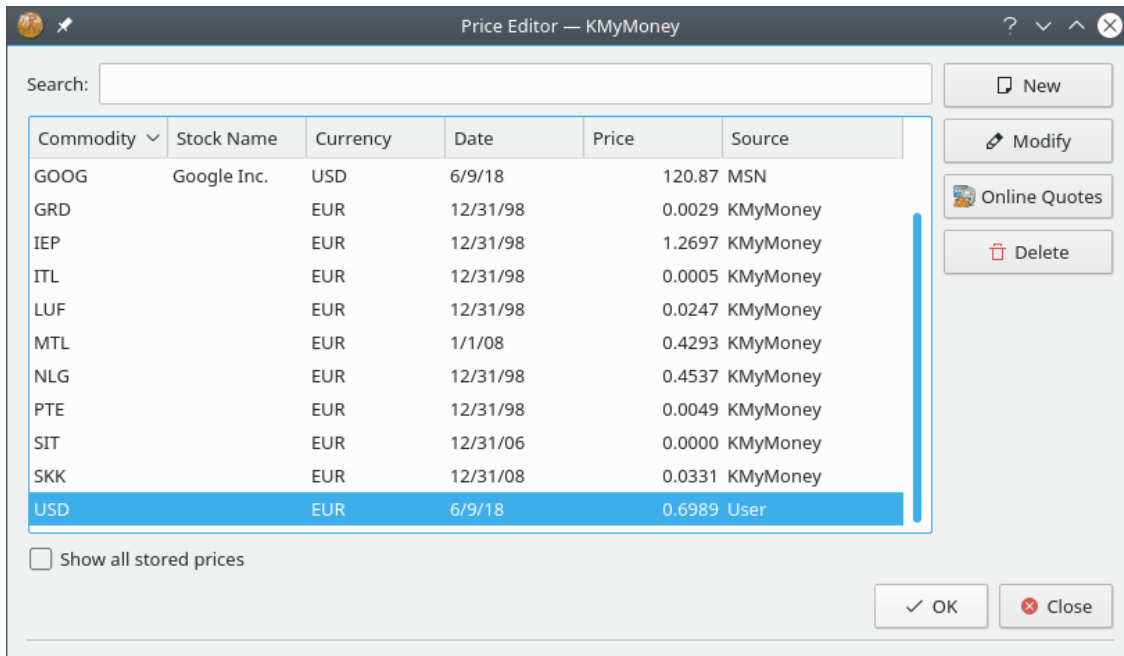 Price Editor — KMyMoney
Search:
New
Commodity Stock Name Currency Date Price Source
Modify
GOOG Google Inc. USD 6/9/18 120.87 MSN
Online Quotes
GRD EUR 12/31/98 0.0029 KMyMoney
IEP EUR 12/31/98 1.2697 KMyMoney
Delete
ITL EUR 12/31/98 0.0005 KMyMoney
LUF EUR 12/31/98 0.0247 KMyMoney
MTL EUR 1/1/08 0.4293 KMyMoney
NLG EUR 12/31/98 0.4537 KMyMoney
PTE EUR 12/31/98 0.0049 KMyMoney
SIT EUR 12/31/06 0.0000 KMyMoney
SKK EUR 12/31/08 0.0331 KMyMoney
USD EUR 6/9/18 0.6989 User
Show all stored prices
OK Close